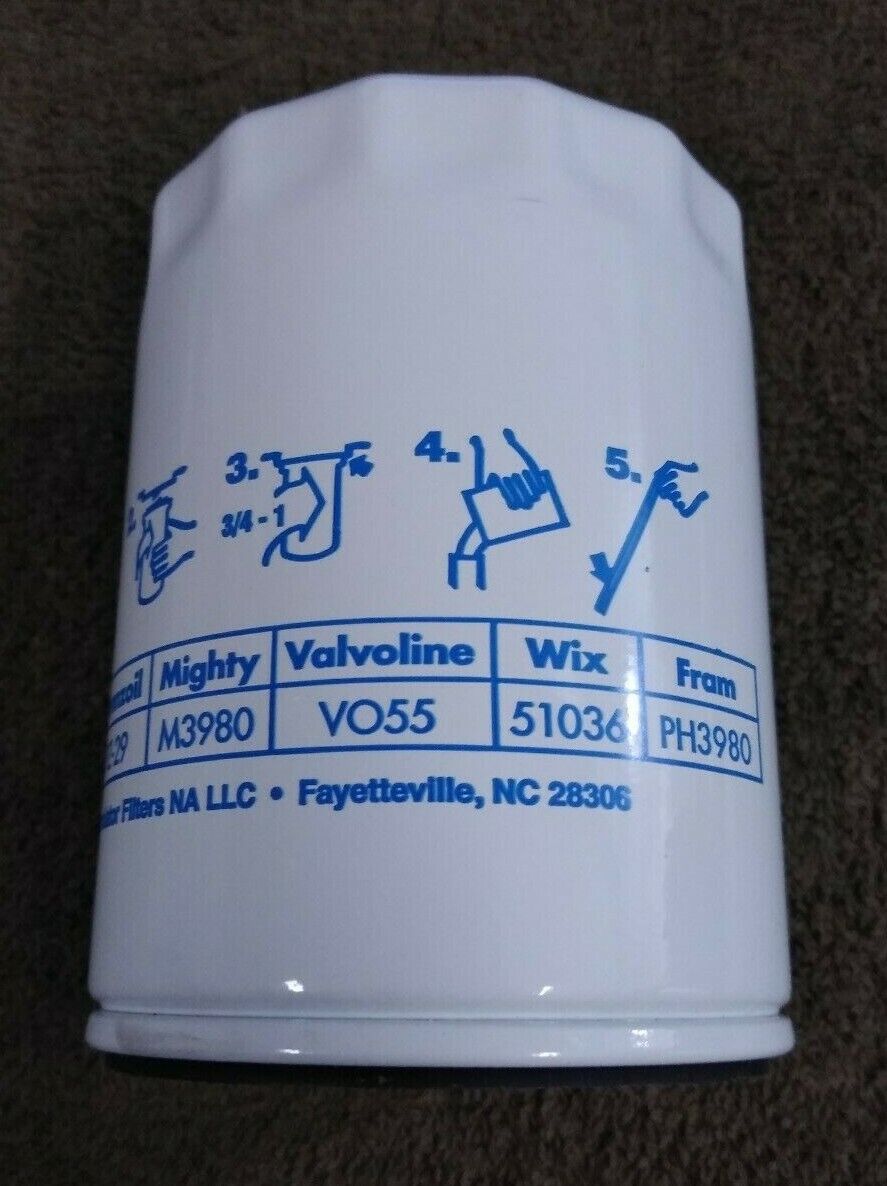 3. 4. 5.
3/4 - 1
Mighty Valvoline Wix Fram
M3980 VO55 51036 PH3980
Filters NA LLC • Fayetteville, NC 28306